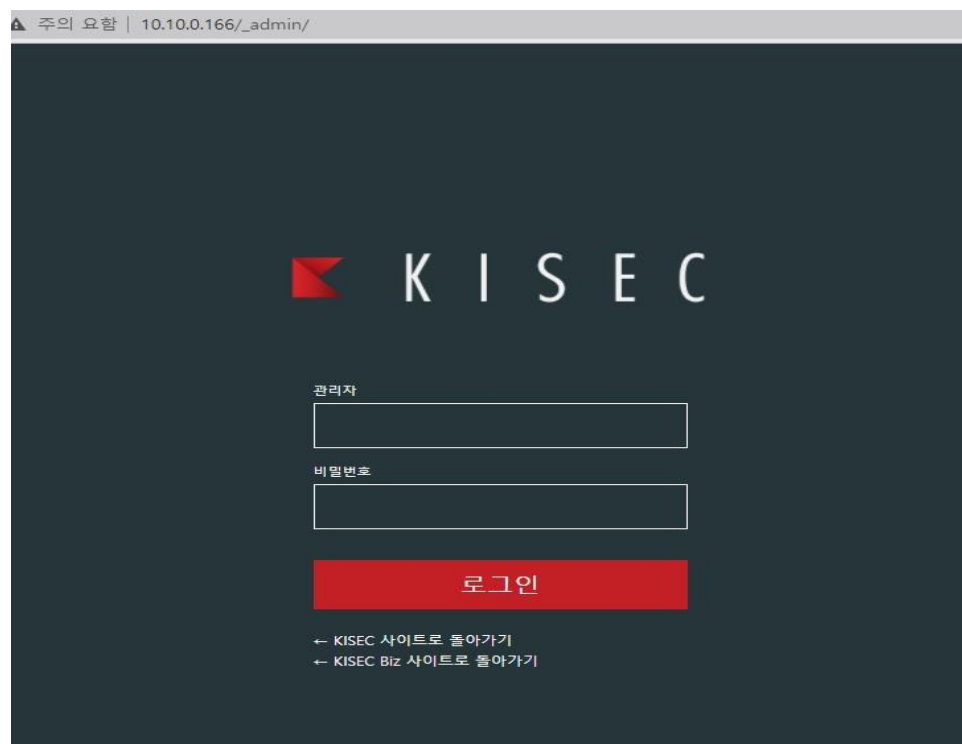 주의 요함 | 10.10.0.166/_admin/
KISEC
관리자
비밀번호
로그인
← KISEC 사이트로 돌아가기
← KISEC Biz 사이트로 돌아가기